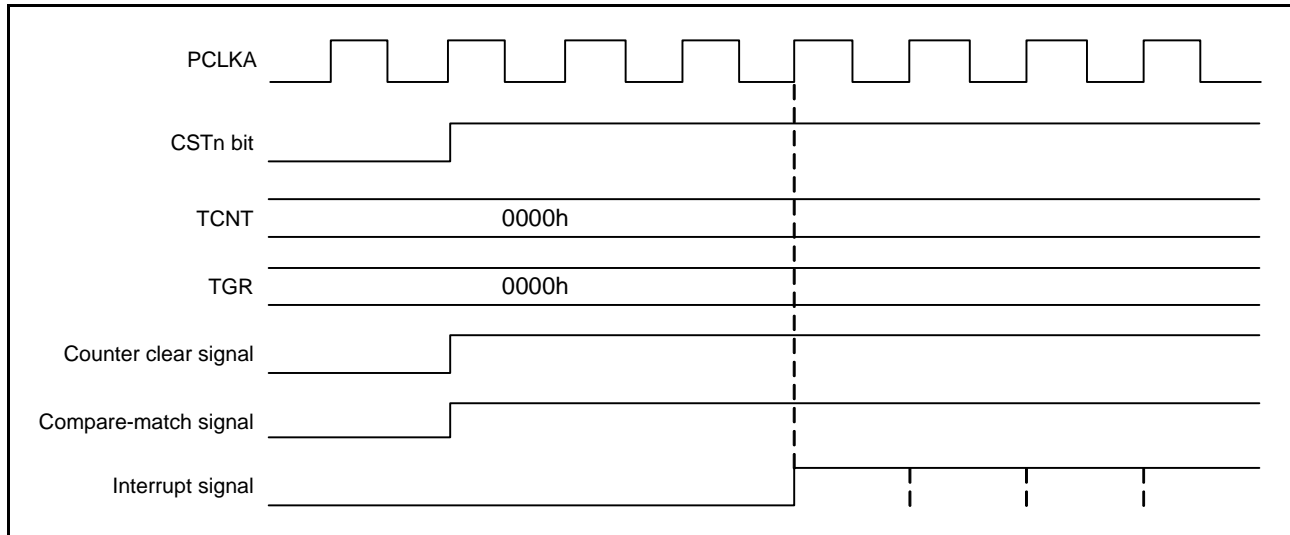 PCLKA
CSTn bit
TCNT
0000h
TGR
0000h
Counter clear signal
Compare-match signal
Interrupt signal